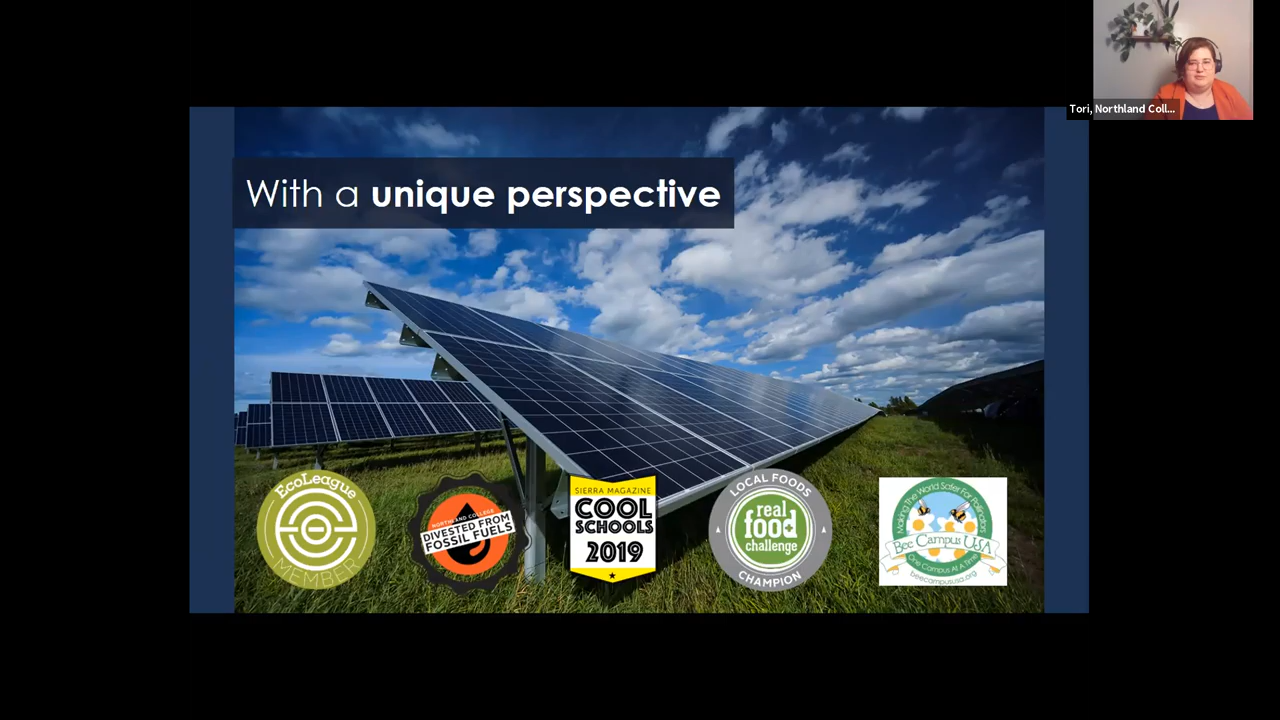 Tori, Northland Coll...
With a unique perspective
EcoLeague
MEMBER
NORTHLAND COLLEGE
DIVESTED FROM
FOSSIL FUELS
SIERRA MAGAZINE
COOL
SCHOOLS
2019
LOCAL FOODS
real
food
challenge
CHAMPION
Making The World Safer For Pollinators
Bee Campus USA
One Campus At A Time
beecampususa.org